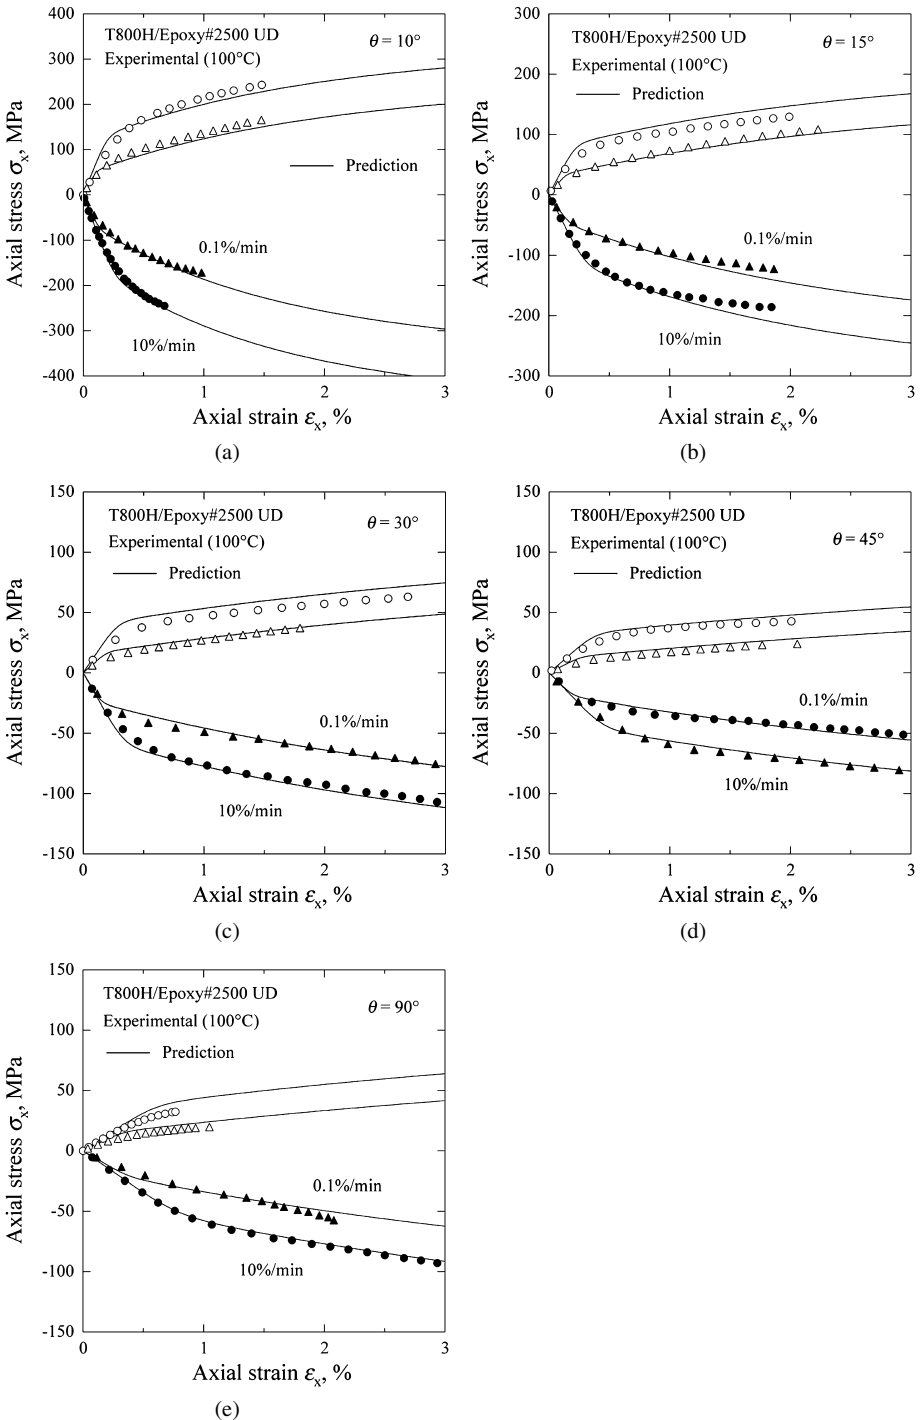 400
300
200
100
0
-100
-200
-300
-400
0
1
2
3
T800H/Epoxy#2500 UD
Experimental (100°C)
θ = 10°
Prediction
0.1%/min
10%/min
Axial stress σx, MPa
Axial strain εx, %
(a)
300
200
100
0
-100
-200
-300
0
1
2
3
T800H/Epoxy#2500 UD
Experimental (100°C)
θ = 15°
Prediction
0.1%/min
10%/min
Axial stress σx, MPa
Axial strain εx, %
(b)
150
100
50
0
-50
-100
-150
0
1
2
3
T800H/Epoxy#2500 UD
Experimental (100°C)
θ = 30°
Prediction
0.1%/min
10%/min
Axial stress σx, MPa
Axial strain εx, %
(c)
150
100
50
0
-50
-100
-150
0
1
2
3
T800H/Epoxy#2500 UD
Experimental (100°C)
θ = 45°
Prediction
0.1%/min
10%/min
Axial stress σx, MPa
Axial strain εx, %
(d)
150
100
50
0
-50
-100
-150
0
1
2
3
T800H/Epoxy#2500 UD
Experimental (100°C)
θ = 90°
Prediction
0.1%/min
10%/min
Axial stress σx, MPa
Axial strain εx, %
(e)